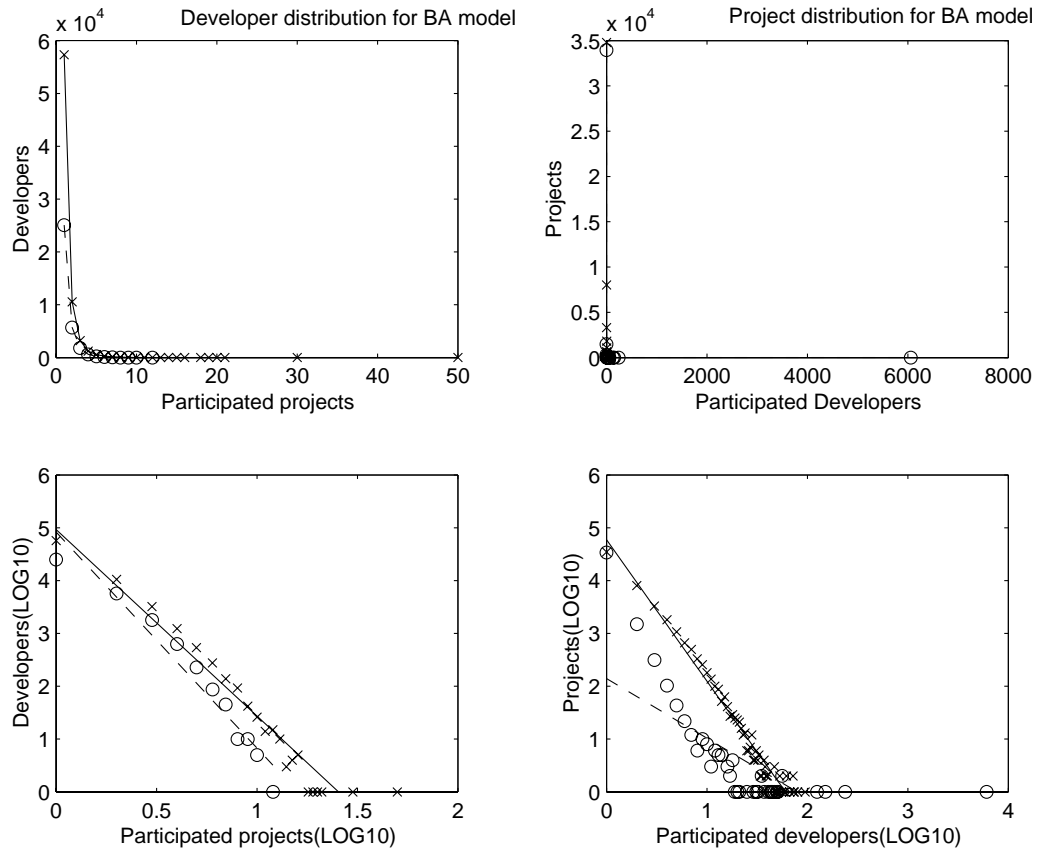 Developer distribution for BA model
x 10^4
6
5
4
3
2
1
0
0 10 20 30 40 50
Developers
Participated projects
Project distribution for BA model
x 10^4
3.5
3
2.5
2
1.5
1
0.5
0
0 2000 4000 6000 8000
Projects
Participated Developers
6
5
4
3
2
1
0
0 0.5 1 1.5 2
Developers(LOG10)
Participated projects(LOG10)
6
5
4
3
2
1
0
0 1 2 3 4
Projects(LOG10)
Participated developers(LOG10)